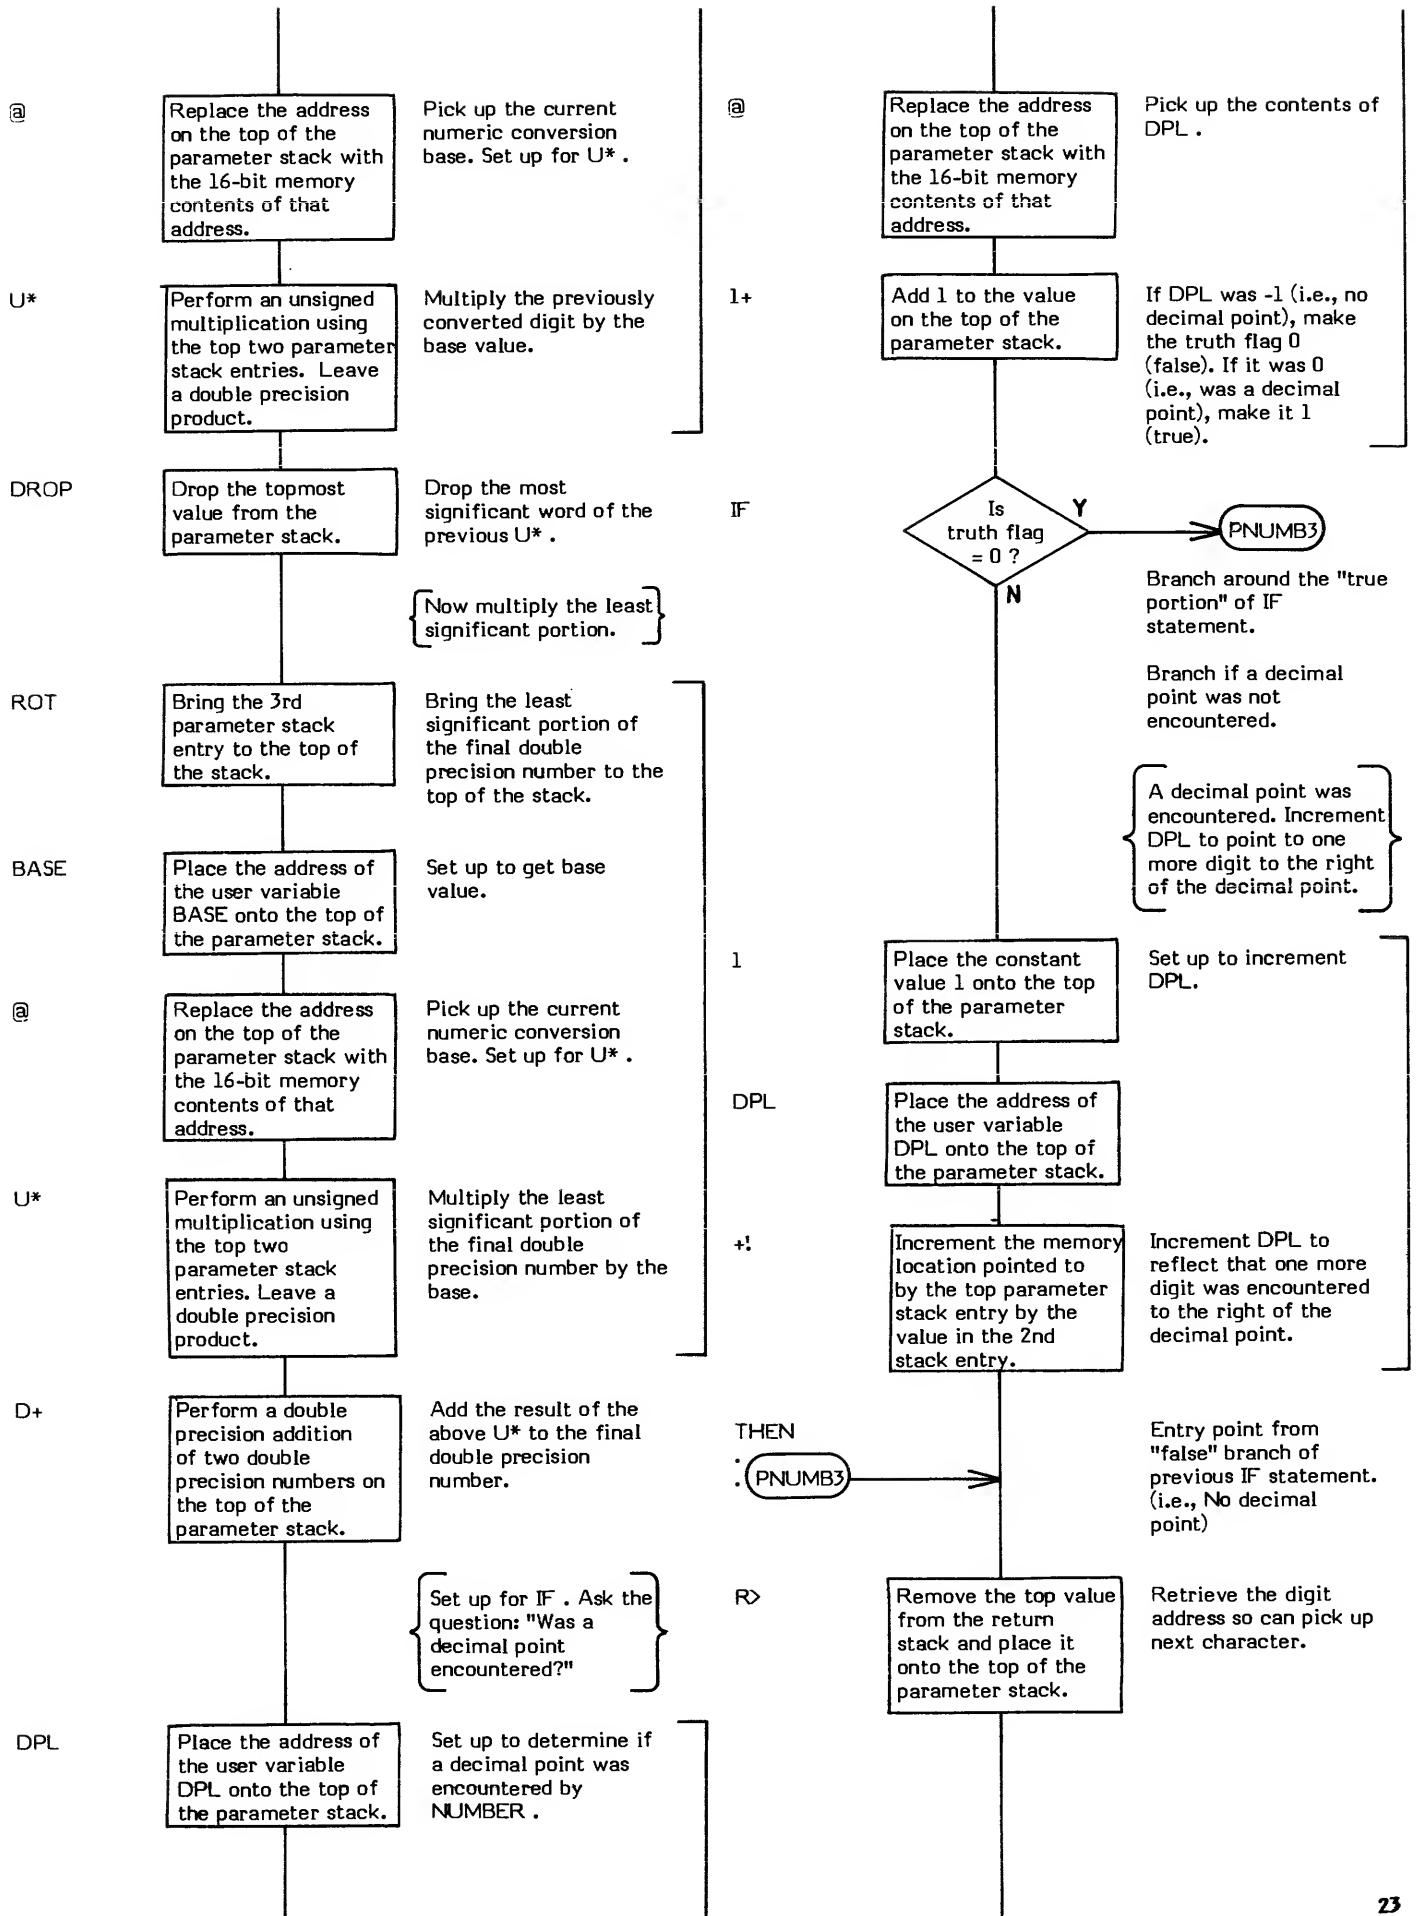 @
Replace the address
on the top of the
parameter stack with
the 16-bit memory
contents of that
address.
Pick up the current
numeric conversion
base. Set up for U* .
U*
Perform an unsigned
multiplication using
the top two parameter
stack entries. Leave
a double precision
product.
Multiply the previously
converted digit by the
base value.
DROP
Drop the topmost
value from the
parameter stack.
Drop the most
significant word of the
previous U* .
Now multiply the least
significant portion.
ROT
Bring the 3rd
parameter stack
entry to the top of
the stack.
Bring the least
significant portion of
the final double
precision number to the
top of the stack.
BASE
Place the address of
the user variable
BASE onto the top of
the parameter stack.
Set up to get base
value.
@
Replace the address
on the top of the
parameter stack with
the 16-bit memory
contents of that
address.
Pick up the current
numeric conversion
base. Set up for U* .
U*
Perform an unsigned
multiplication using
the top two
parameter stack
entries. Leave a
double precision
product.
Multiply the least
significant portion of
the final double
precision number by the
base.
D+
Perform a double
precision addition
of two double
precision numbers on
the top of the
parameter stack.
Add the result of the
above U* to the final
double precision
number.
Set up for IF . Ask the
question: "Was a
decimal point
encountered?"
DPL
Place the address of
the user variable
DPL onto the top of
the parameter stack.
Set up to determine if
a decimal point was
encountered by
NUMBER .
@
Replace the address
on the top of the
parameter stack with
the 16-bit memory
contents of that
address.
Pick up the contents of
DPL .
1+
Add 1 to the value
on the top of the
parameter stack.
If DPL was -1 (i.e., no
decimal point), make
the truth flag 0
(false). If it was 0
(i.e., was a decimal
point), make it 1
(true).
IF
Is
truth flag
= 0 ?
Y
N
PNUMB3
Branch around the "true
portion" of IF
statement.
Branch if a decimal
point was not
encountered.
A decimal point was
encountered. Increment
DPL to point to one
more digit to the right
of the decimal point.
1
Place the constant
value 1 onto the top
of the parameter
stack.
Set up to increment
DPL.
DPL
Place the address of
the user variable
DPL onto the top of
the parameter stack.
+!
Increment the memory
location pointed to
by the top parameter
stack entry by the
value in the 2nd
stack entry.
Increment DPL to
reflect that one more
digit was encountered
to the right of the
decimal point.
THEN
: PNUMB3
Entry point from
"false" branch of
previous IF statement.
(i.e., No decimal
point)
R>
Remove the top value
from the return
stack and place it
onto the top of the
parameter stack.
Retrieve the digit
address so can pick up
next character.
23